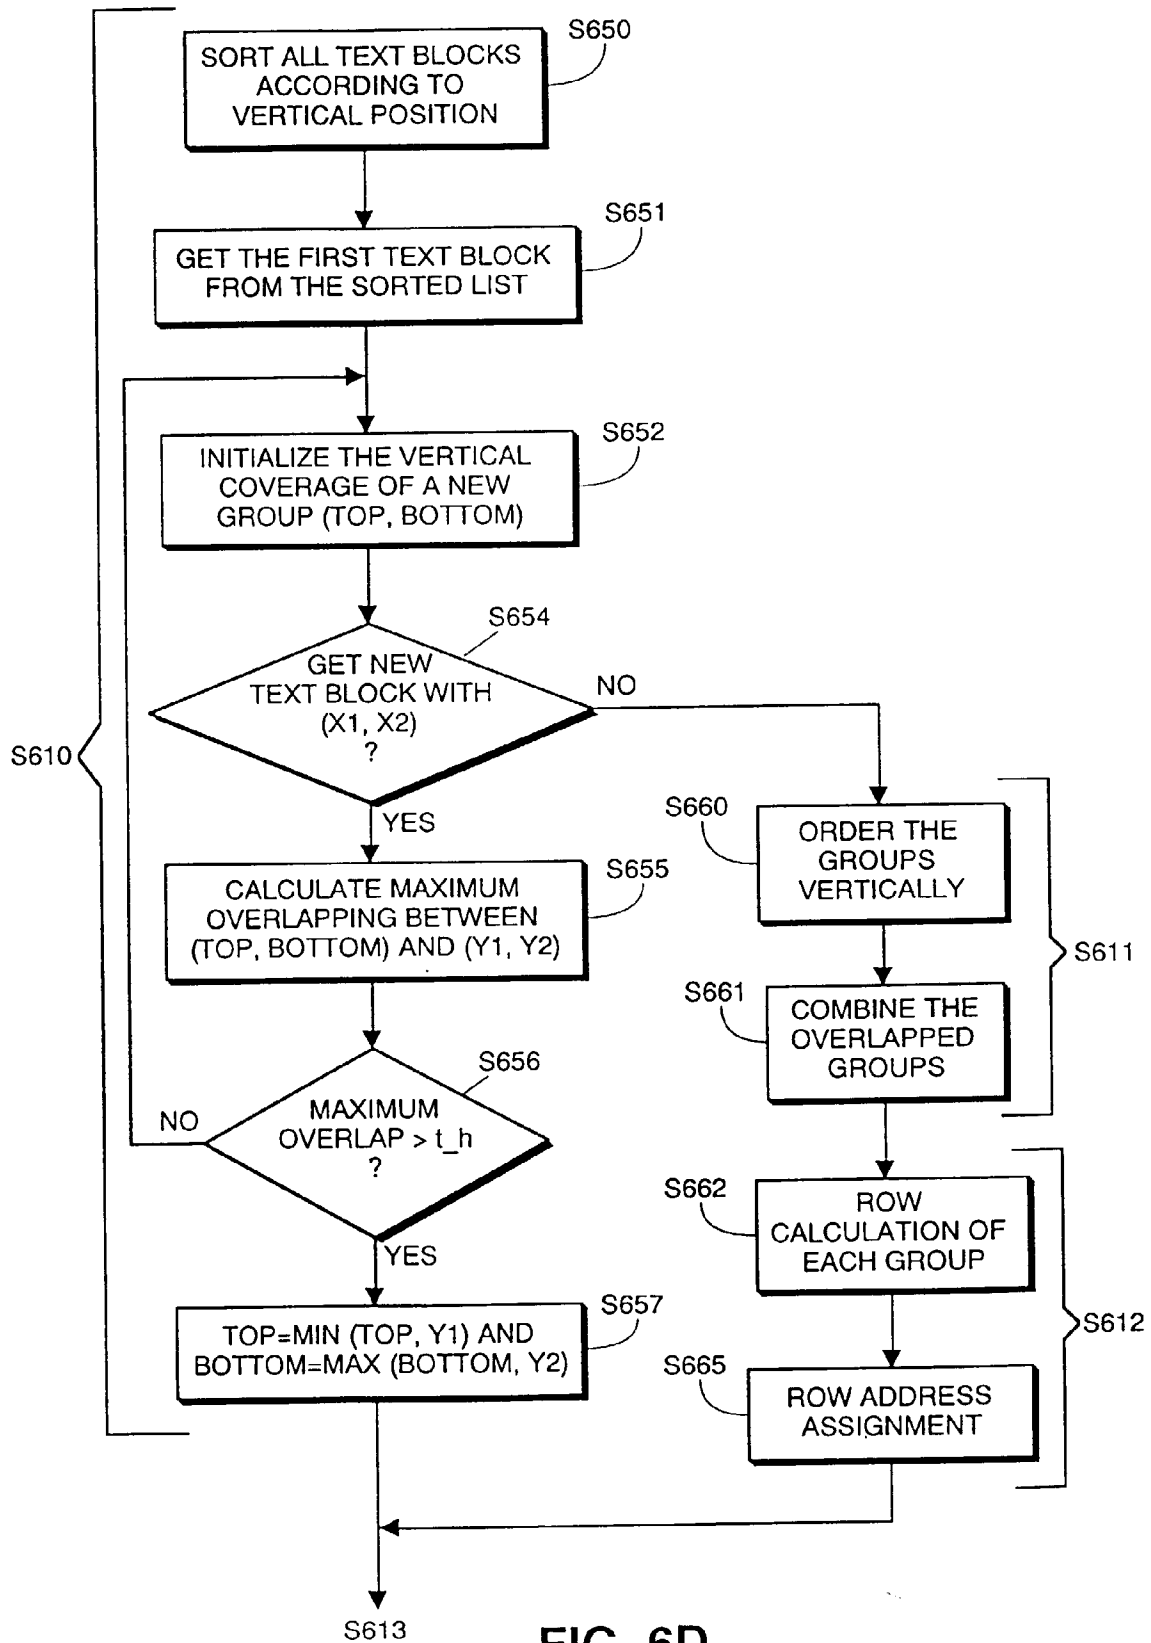 S650
SORT ALL TEXT BLOCKS
ACCORDING TO
VERTICAL POSITION
S651
GET THE FIRST TEXT BLOCK
FROM THE SORTED LIST
S652
INITIALIZE THE VERTICAL
COVERAGE OF A NEW
GROUP (TOP, BOTTOM)
S654
GET NEW
TEXT BLOCK WITH
(X1, X2)
?
NO
YES
S610
S655
CALCULATE MAXIMUM
OVERLAPPING BETWEEN
(TOP, BOTTOM) AND (Y1, Y2)
S656
MAXIMUM
OVERLAP > t_h
?
NO
YES
S657
TOP=MIN (TOP, Y1) AND
BOTTOM=MAX (BOTTOM, Y2)
S660
ORDER THE
GROUPS
VERTICALLY
S611
S661
COMBINE THE
OVERLAPPED
GROUPS
S662
ROW
CALCULATION OF
EACH GROUP
S612
S665
ROW ADDRESS
ASSIGNMENT
S613
FIG. 6D